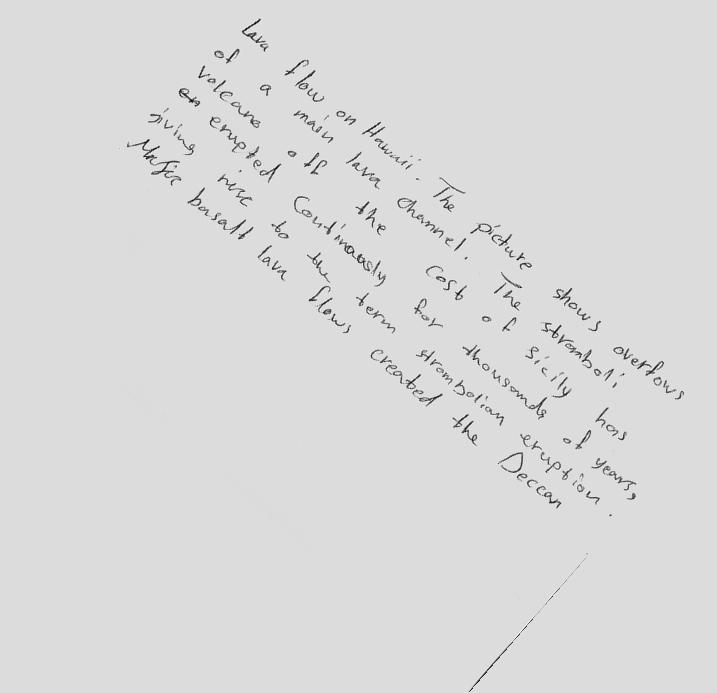 Lava flow on Hawaii. The picture shows overflows
of a main lava channel. The stromboli
volcano off the cost of sicily has
erupted Continuously for thousands of years,
giving rise to the term strombolian eruption.
Mafic basalt lava flows created the Deccan